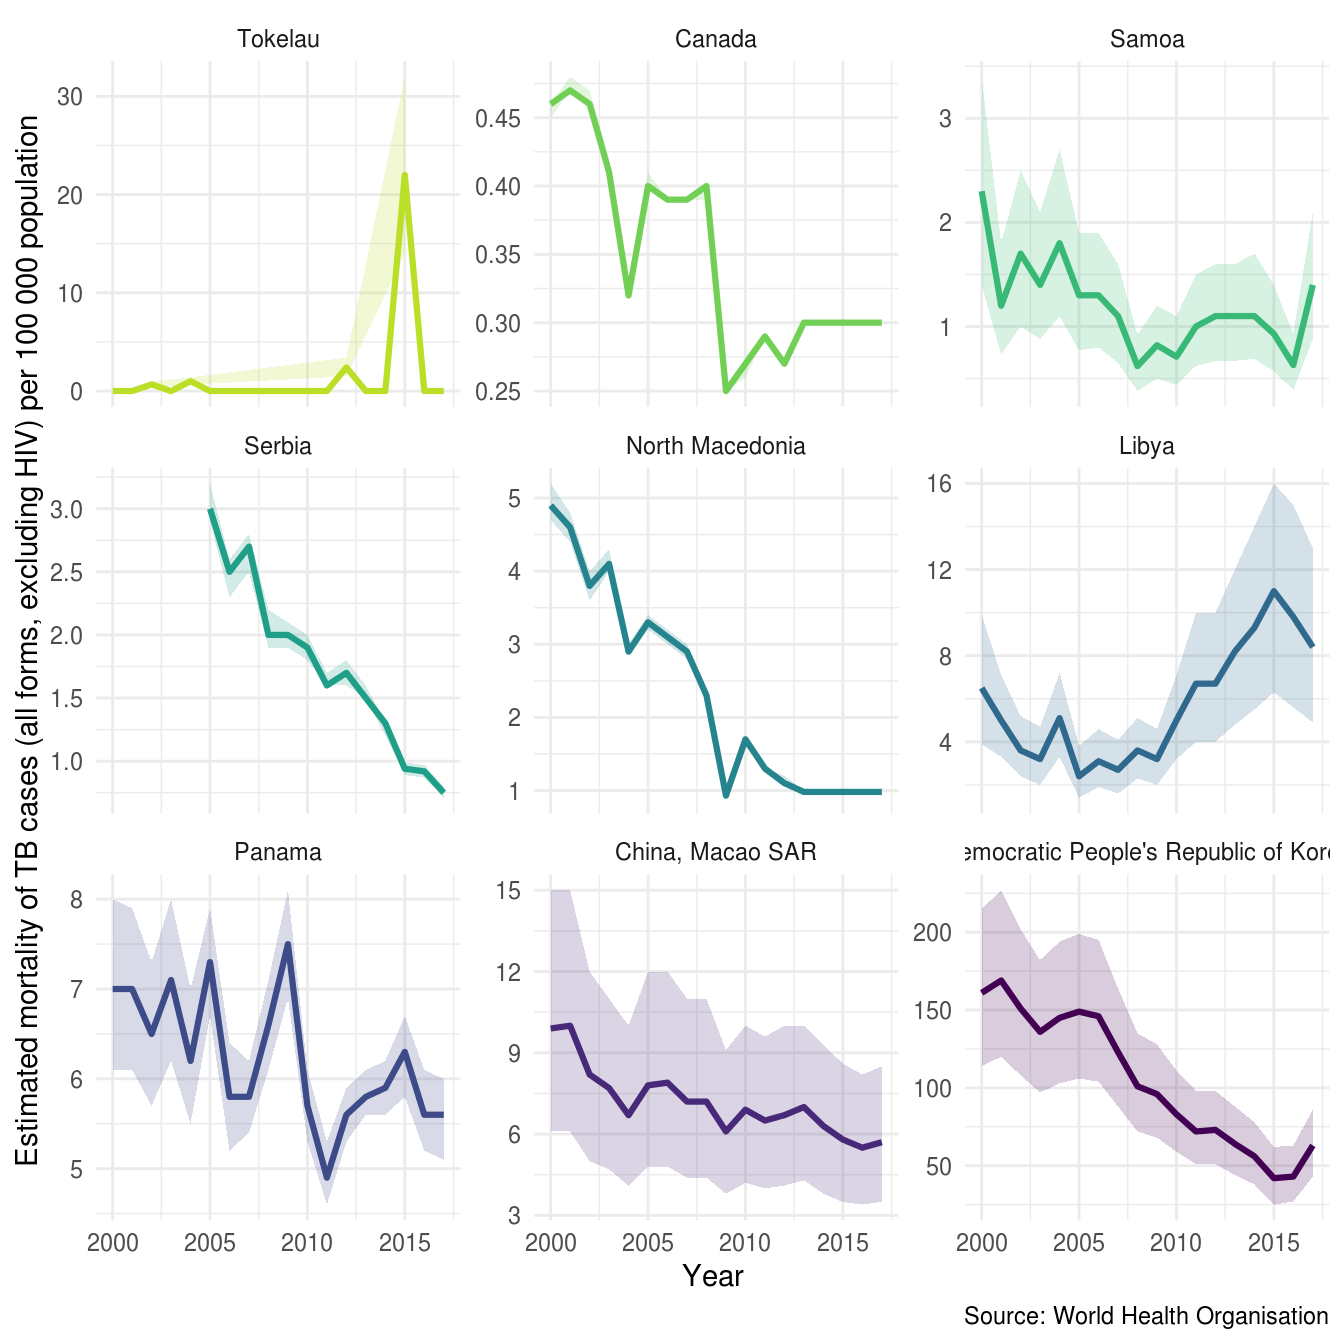 Tokelau
Canada
Samoa
30
20
10
0
0.45
0.40
0.35
0.30
0.25
3
2
1
Serbia
North Macedonia
Libya
3.0
2.5
2.0
1.5
1.0
5
4
3
2
1
16
12
8
4
Panama
China, Macao SAR
emocratic People's Republic of Kor
8
7
6
5
15
12
9
6
3
200
150
100
50
2000 2005 2010 2015
2000 2005 2010 2015
2000 2005 2010 2015
Estimated mortality of TB cases (all forms, excluding HIV) per 100 000 population
Year
Source: World Health Organisation